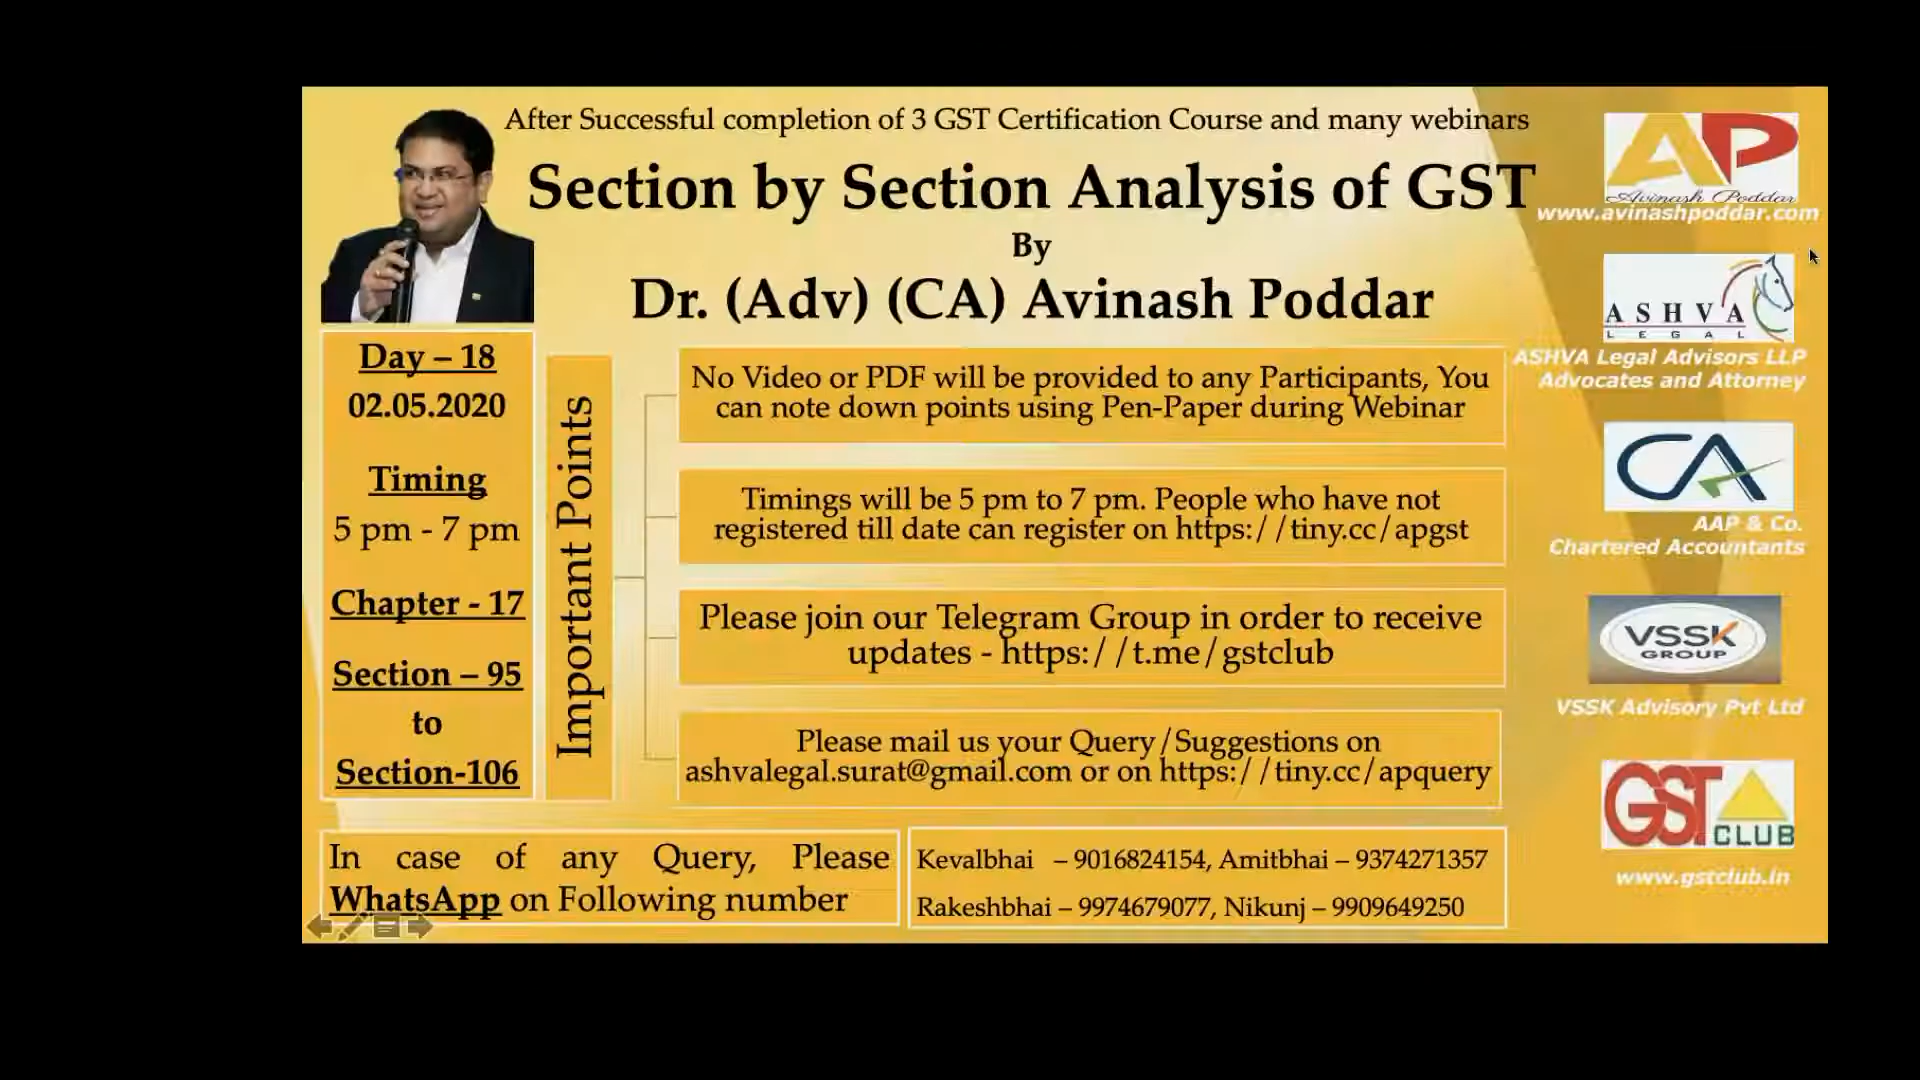 After Successful completion of 3 GST Certification Course and many webinars
Section by Section Analysis of GST
By
Dr. (Adv) (CA) Avinash Poddar
Day – 18
02.05.2020
Timing
5 pm - 7 pm
Chapter - 17
Section – 95
to
Section-106
Important Points
No Video or PDF will be provided to any Participants, You
can note down points using Pen-Paper during Webinar
Timings will be 5 pm to 7 pm. People who have not
registered till date can register on https://tiny.cc/apgst
Please join our Telegram Group in order to receive
updates - https://t.me/gstclub
Please mail us your Query/Suggestions on
ashvalegal.surat@gmail.com or on https://tiny.cc/apquery
In case of any Query, Please
WhatsApp on Following number
Kevalbhai – 9016824154, Amitbhai – 9374271357
Rakeshbhai – 9974679077, Nikunj – 9909649250
AP
Avinash Poddar
www.avinashpoddar.com
ASHVA
LEGAL
ASHVA Legal Advisors LLP
Advocates and Attorney
CA
AAP & Co.
Chartered Accountants
VSSK
GROUP
VSSK Advisory Pvt Ltd
GST
CLUB
www.gstclub.in